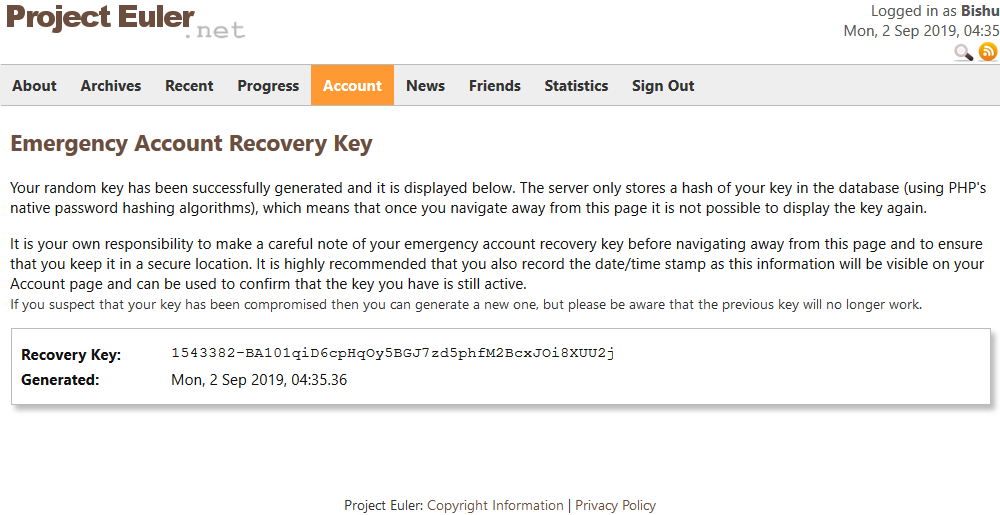 Project Euler
.net
Logged in as Bishu
Mon, 2 Sep 2019, 04:35
About Archives Recent Progress Account News Friends Statistics Sign Out
Emergency Account Recovery Key
Your random key has been successfully generated and it is displayed below. The server only stores a hash of your key in the database (using PHP's
native password hashing algorithms), which means that once you navigate away from this page it is not possible to display the key again.
It is your own responsibility to make a careful note of your emergency account recovery key before navigating away from this page and to ensure
that you keep it in a secure location. It is highly recommended that you also record the date/time stamp as this information will be visible on your
Account page and can be used to confirm that the key you have is still active.
If you suspect that your key has been compromised then you can generate a new one, but please be aware that the previous key will no longer work.
Recovery Key: 1543382-BA101qiD6cpHqOy5BGJ7zd5phfM2BcxJOi8XUU2j
Generated: Mon, 2 Sep 2019, 04:35.36
Project Euler: Copyright Information | Privacy Policy